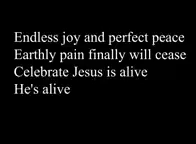 Endless joy and perfect peace
Earthly pain finally will cease
Celebrate Jesus is alive
He's alive